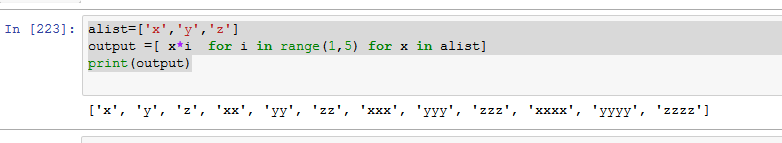 In [223]: alist=['x','y','z']
output =[ x*i  for i in range(1,5) for x in alist]
print(output)
['x', 'y', 'z', 'xx', 'yy', 'zz', 'xxx', 'yyy', 'zzz', 'xxxx', 'yyyy', 'zzzz']